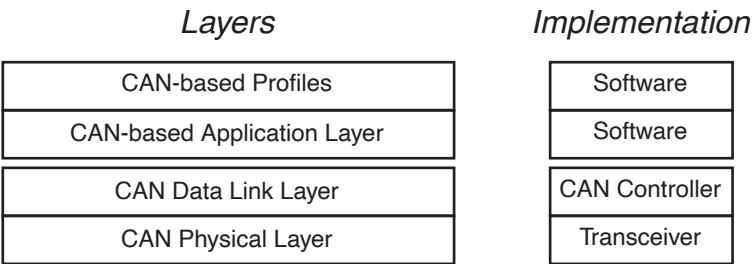 Layers Implementation
CAN-based Profiles Software
CAN-based Application Layer Software
CAN Data Link Layer CAN Controller
CAN Physical Layer Transceiver